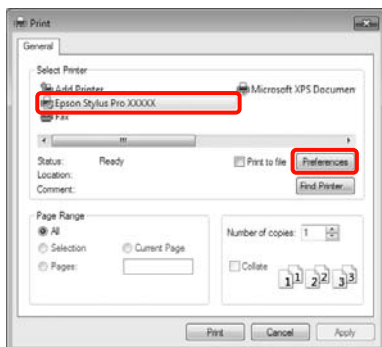 Print
General
Select Printer
Add Printer
Microsoft XPS Documen
Epson Stylus Pro XXXXX
Fax
Status: Ready
Print to file
Preferences
Location:
Comment:
Find Printer...
Page Range
All
Selection
Current Page
Pages:
Number of copies: 1
Collate
1 1 2 2 3 3
Print
Cancel
Apply